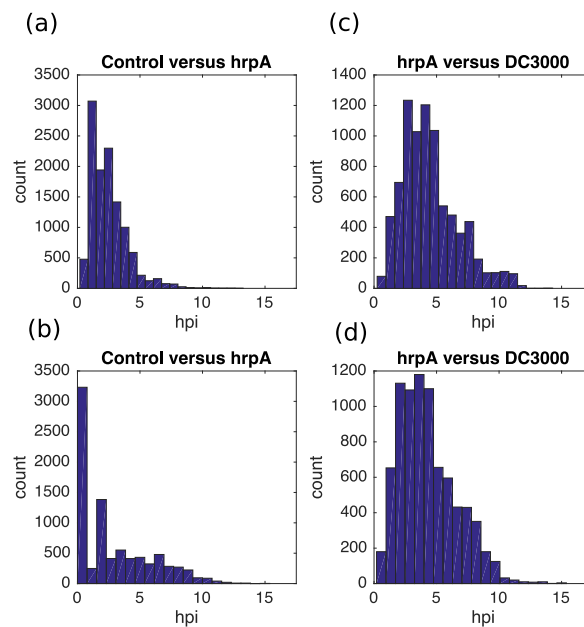 (a)
Control versus hrpA
3500
3000
2500
2000
1500
1000
500
0
count
0 5 10 15
hpi
(c)
hrpA versus DC3000
1400
1200
1000
800
600
400
200
0
count
0 5 10 15
hpi
(b)
Control versus hrpA
3500
3000
2500
2000
1500
1000
500
0
count
0 5 10 15
hpi
(d)
hrpA versus DC3000
1200
1000
800
600
400
200
0
count
0 5 10 15
hpi